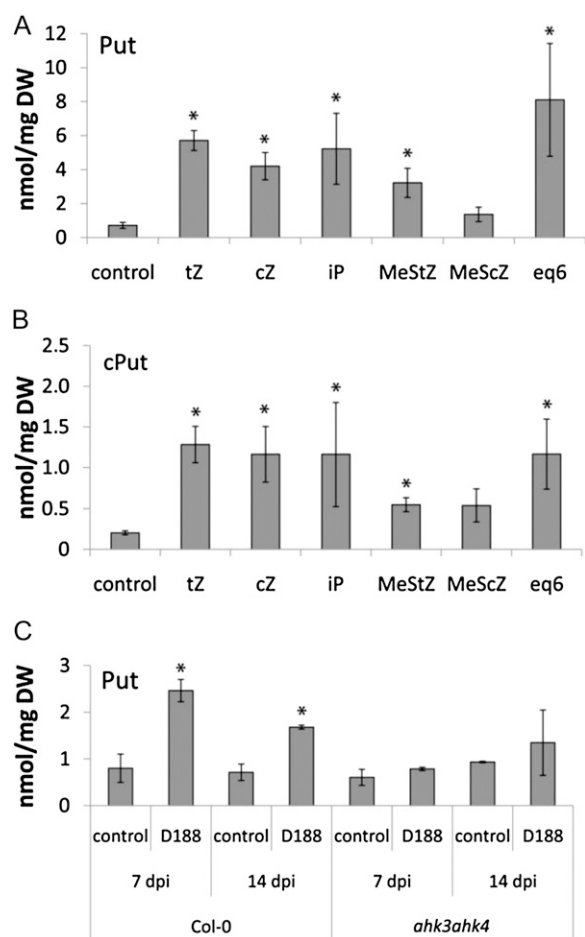 A
Put
nmol/mg DW
12
10
8
6
4
2
0
* * * * *
control tZ cZ iP MeStZ MeScZ eq6
B
cPut
nmol/mg DW
2.5
2.0
1.5
1.0
0.5
0
* * * * *
control tZ cZ iP MeStZ MeScZ eq6
C
Put
nmol/mg DW
3
2
1
0
* *
control D188 control D188 control D188 control D188
7 dpi 14 dpi 7 dpi 14 dpi
Col-0 ahk3ahk4